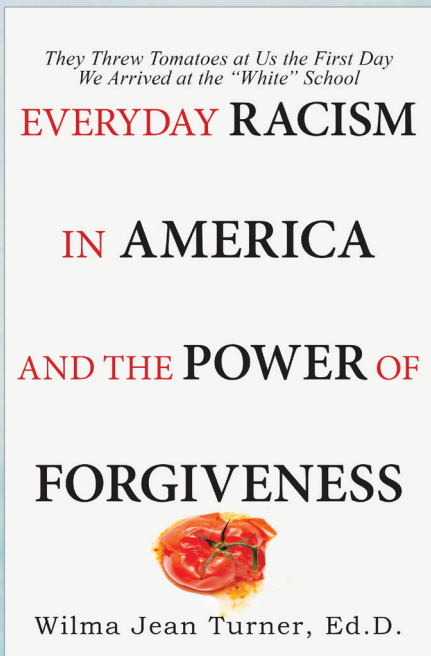 They Threw Tomatoes at Us the First Day
We Arrived at the “White” School
EVERYDAY RACISM
IN AMERICA
AND THE POWER OF
FORGIVENESS
Wilma Jean Turner, Ed.D.